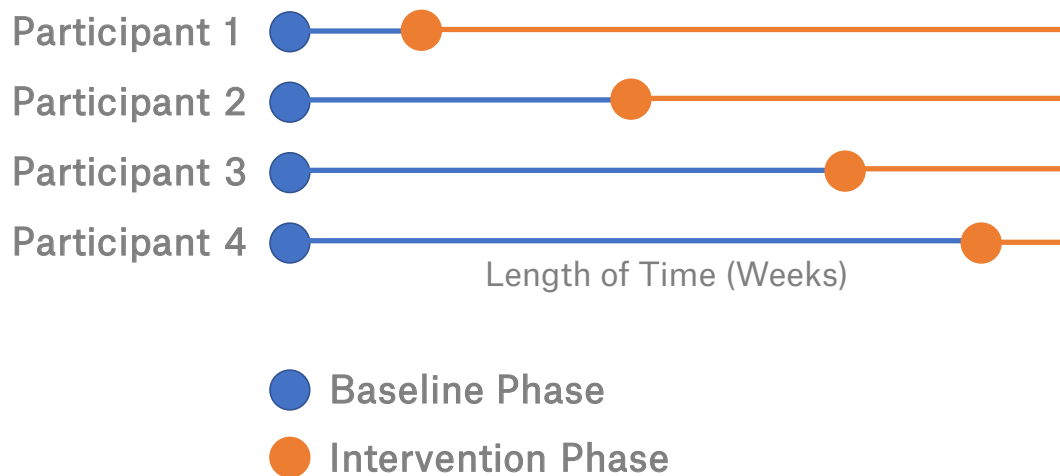 Participant 1
Participant 2
Participant 3
Participant 4
Length of Time (Weeks)
Baseline Phase
Intervention Phase